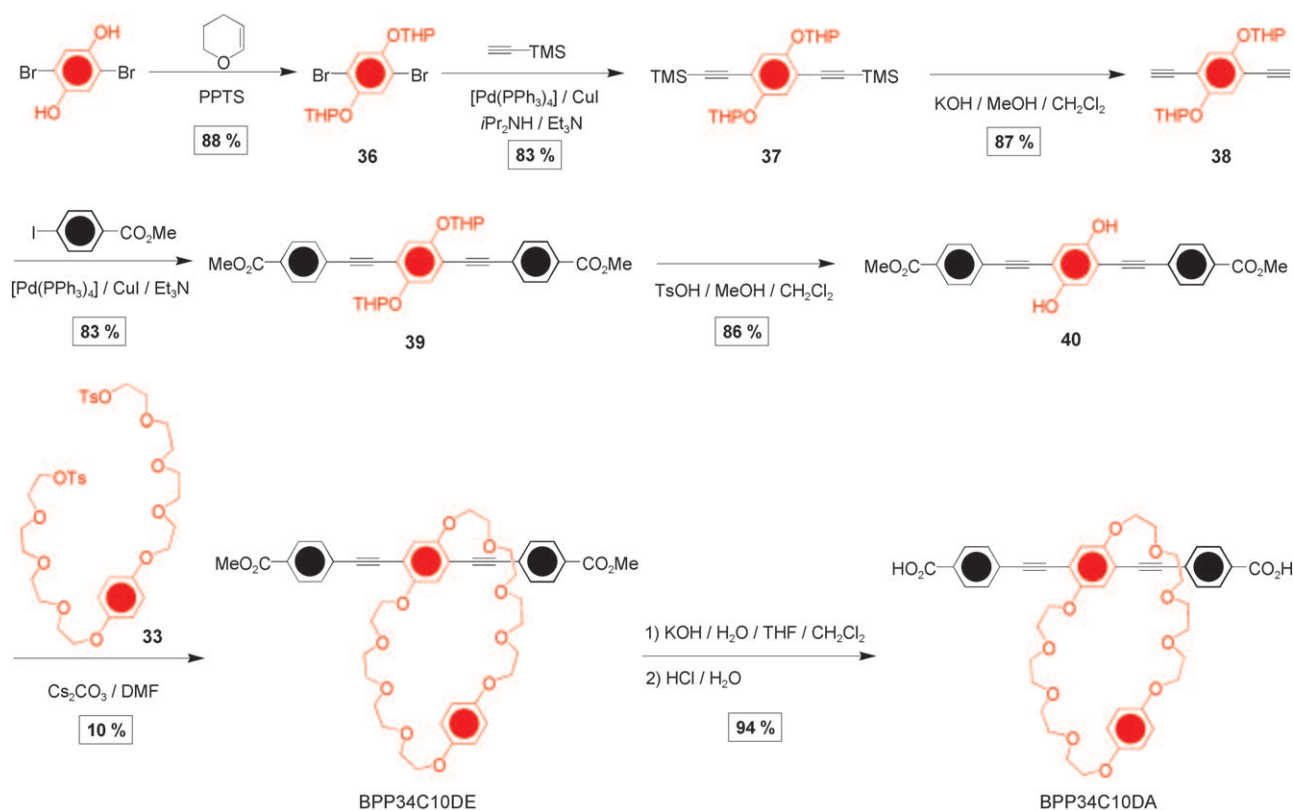 OH
Br Br
HO
O
PPTS
88 %
OTHP
Br Br
THPO
36
TMS
[Pd(PPh3)4] / CuI
iPr2NH / Et3N
83 %
OTHP
TMS TMS
THPO
37
KOH / MeOH / CH2Cl2
87 %
OTHP
THPO
38
I CO2Me
[Pd(PPh3)4] / CuI / Et3N
83 %
OTHP
MeO2C CO2Me
THPO
39
TsOH / MeOH / CH2Cl2
86 %
OH
MeO2C CO2Me
HO
40
TsO
O
OTs
O
O
O
O
O
O
O
33
Cs2CO3 / DMF
10 %
O
O
MeO2C CO2Me
O
O
O
O
O
O
O
O
BPP34C10DE
1) KOH / H2O / THF / CH2Cl2
2) HCl / H2O
94 %
O
O
HO2C CO2H
O
O
O
O
O
O
O
O
BPP34C10DA